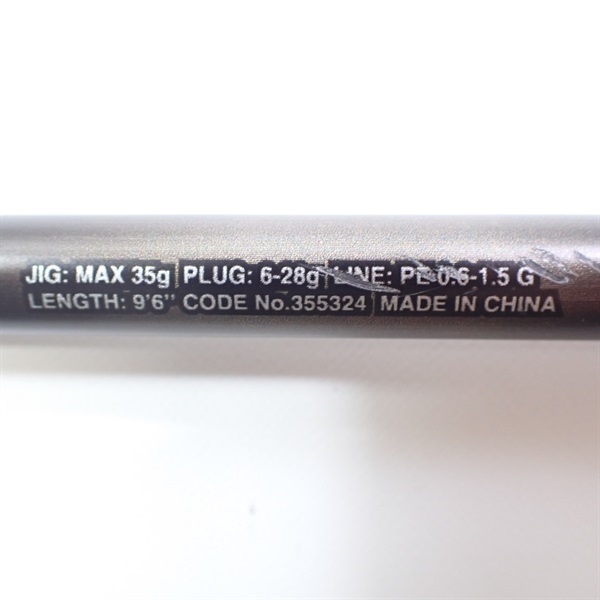 JIG: MAX 35g | PLUG: 6-28g | LINE: PE 0.6-1.5 G
LENGTH: 9'6" CODE No.355324 | MADE IN CHINA